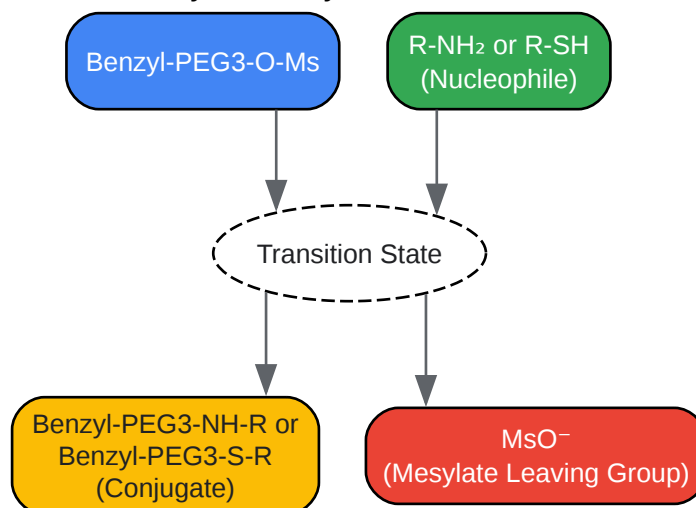 Benzyl-PEG3-O-Ms
R-NH₂ or R-SH
(Nucleophile)
Transition State
Benzyl-PEG3-NH-R or
Benzyl-PEG3-S-R
(Conjugate)
MsO⁻
(Mesylate Leaving Group)